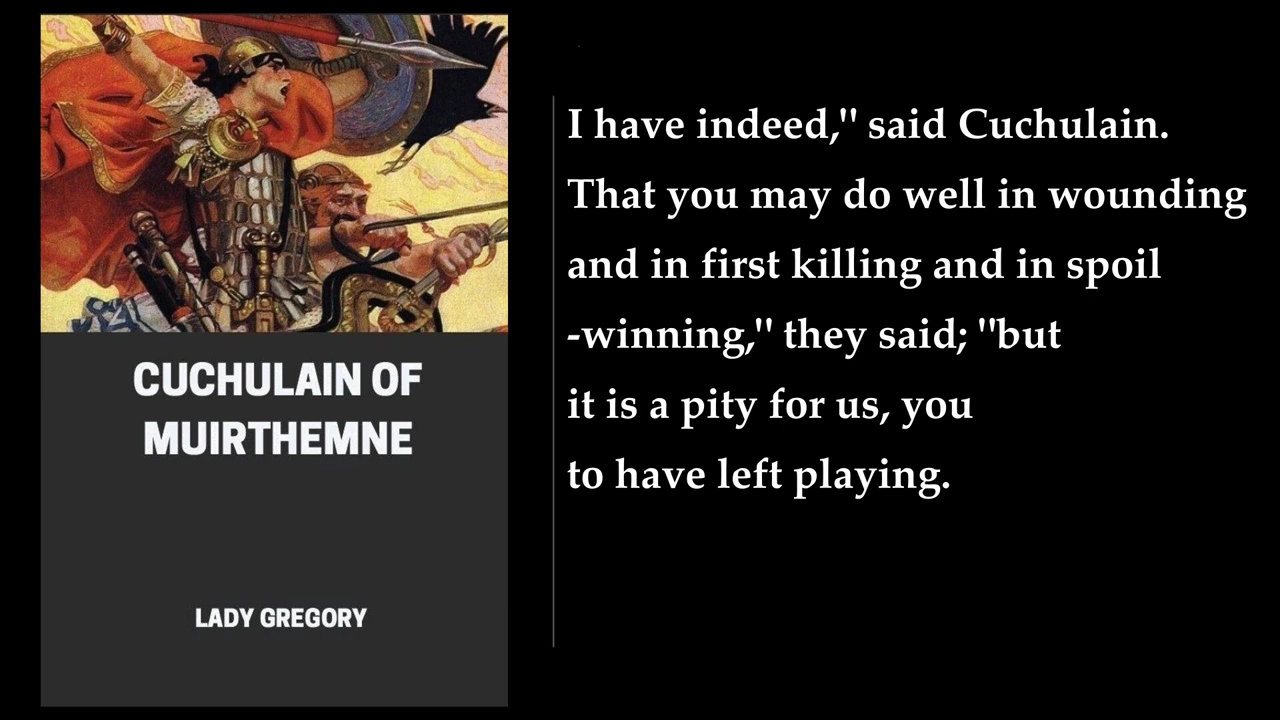 CUCHULAIN OF
MUIRTHEMNE
LADY GREGORY
I have indeed," said Cuchulain.
That you may do well in wounding
and in first killing and in spoil
-winning," they said; "but
it is a pity for us, you
to have left playing.